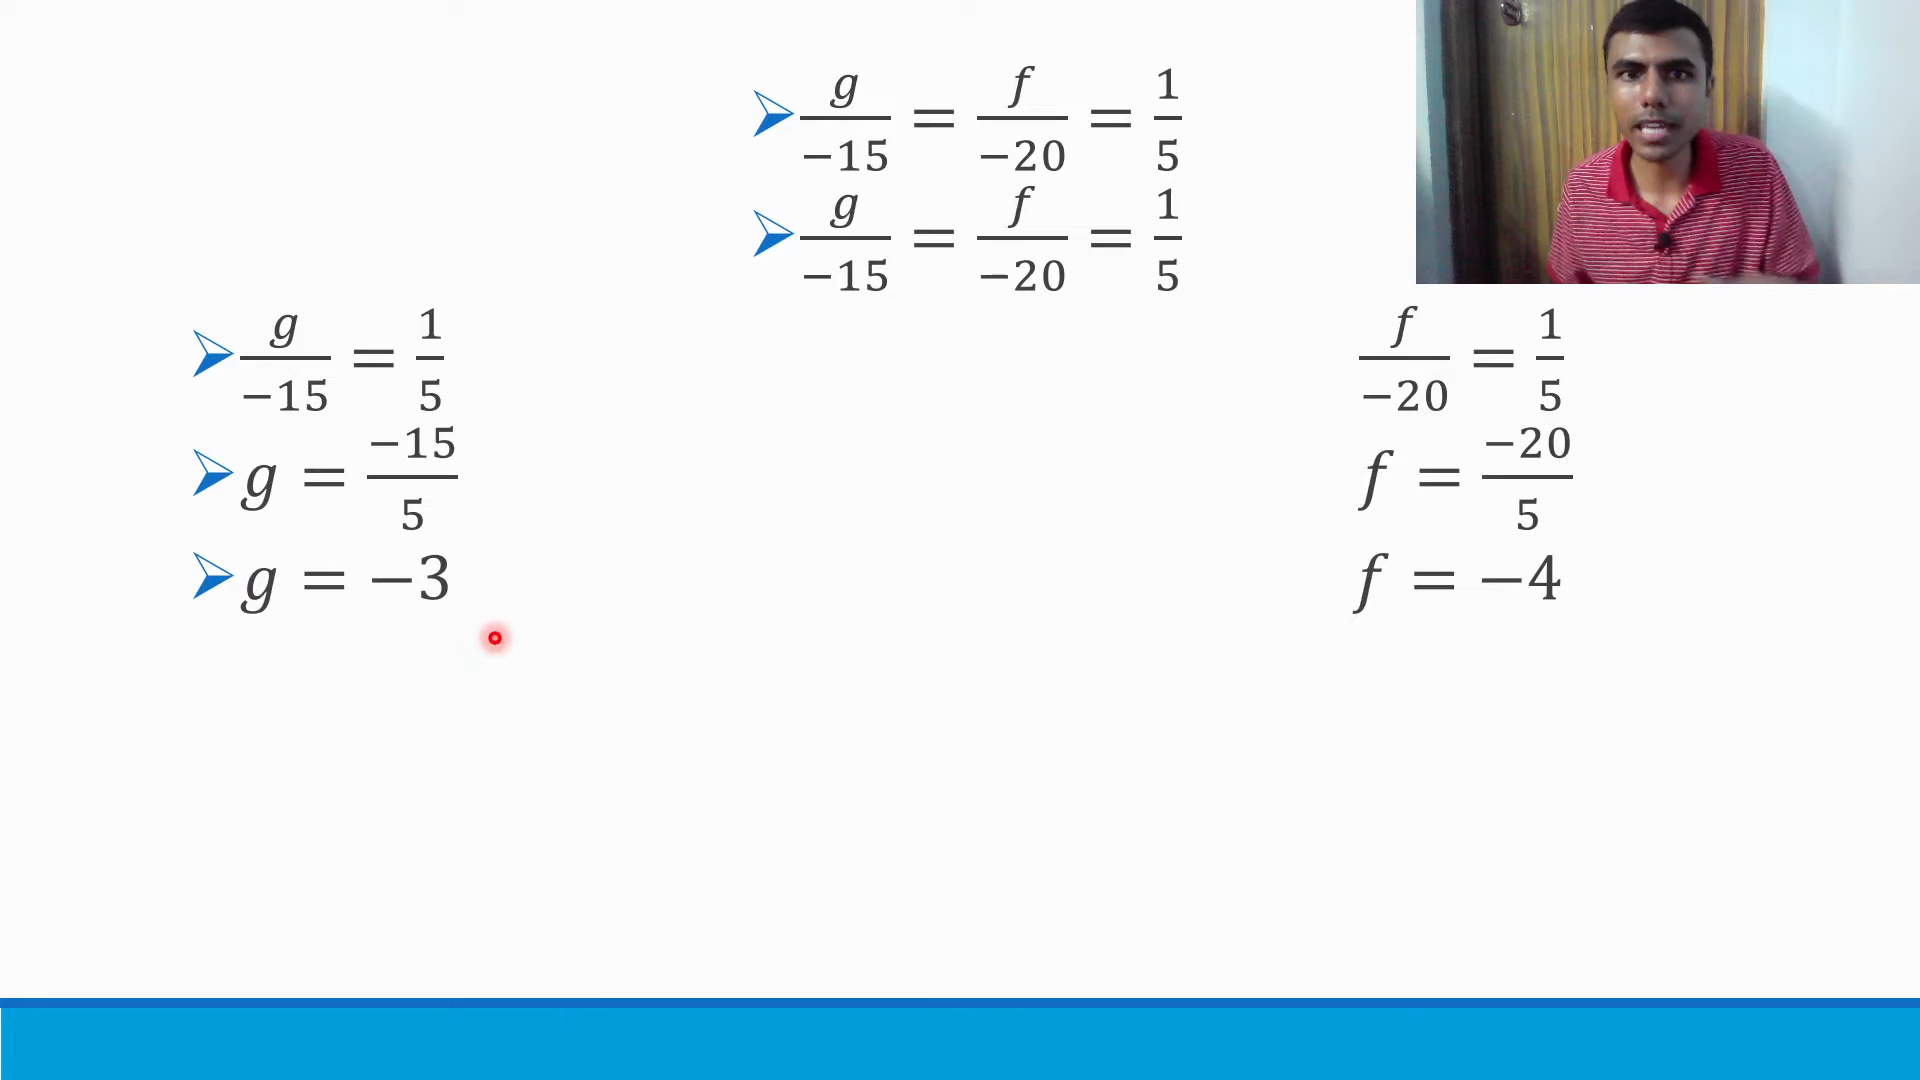 g/−15 = f/−20 = 1/5
g/−15 = f/−20 = 1/5
g/−15 = 1/5    f/−20 = 1/5
g = −15/5    f = −20/5
g = −3    f = −4